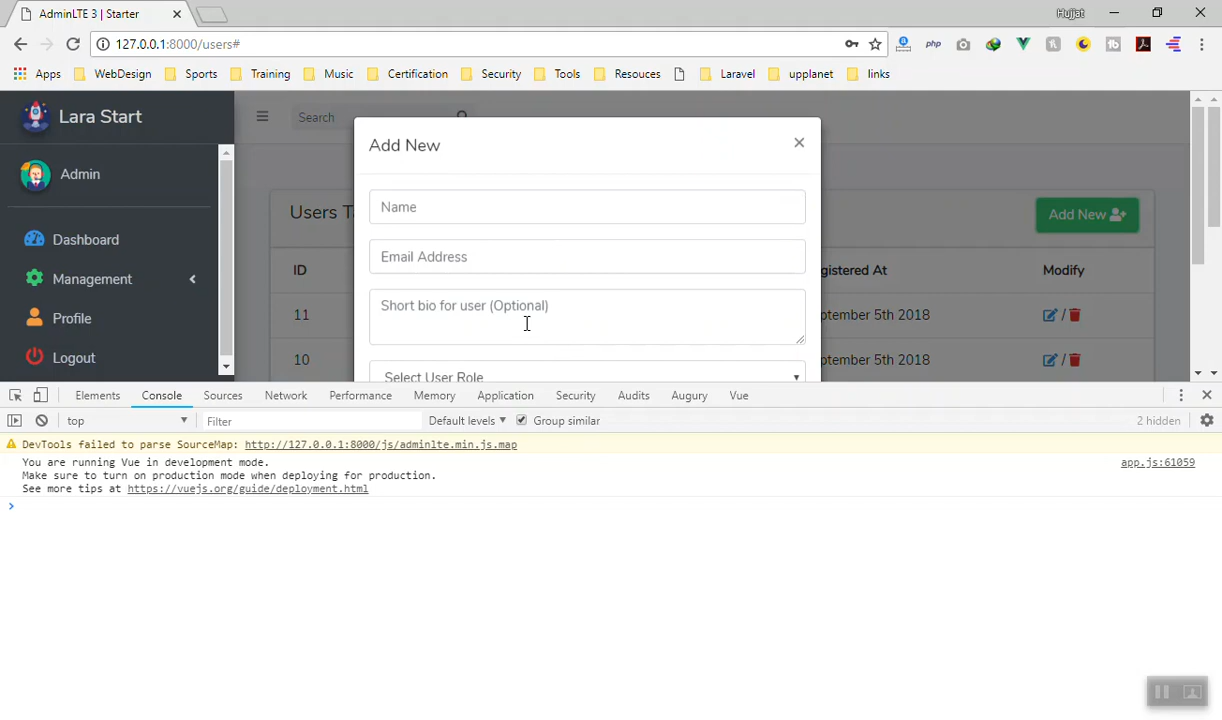 AdminLTE 3 | Starter
Hujjat
127.0.0.1:8000/users#
php
Apps WebDesign Sports Training Music Certification Security Tools Resouces Laravel upplanet links
Lara Start
Search
Add New
Admin
Name
Users T
Add New
Dashboard
Email Address
ID
gistered At
Modify
Management
Short bio for user (Optional)
11
ptember 5th 2018
/
Profile
Logout
10
ptember 5th 2018
/
Select User Role
Elements Console Sources Network Performance Memory Application Security Audits Augury Vue
top Filter Default levels Group similar 2 hidden
DevTools failed to parse SourceMap: http://127.0.0.1:8000/js/adminlte.min.js.map
You are running Vue in development mode. app.js:61059
Make sure to turn on production mode when deploying for production.
See more tips at https://vuejs.org/guide/deployment.html